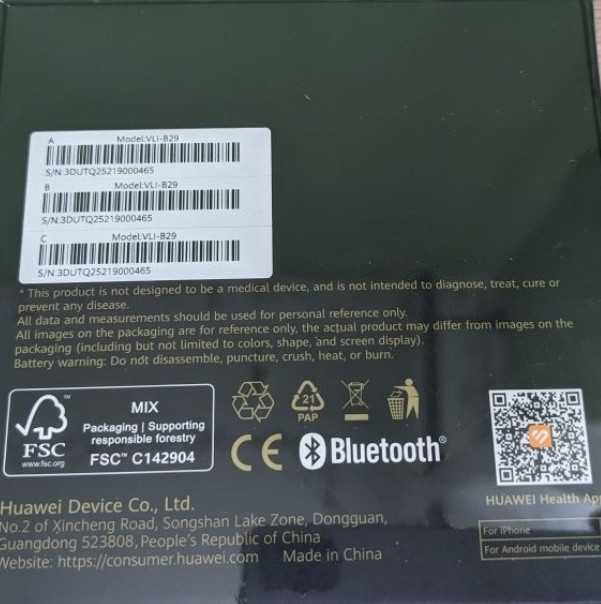 A Model:VLI-B29
S/N:3DUTQ25219000465
B Model:VLI-B29
S/N:3DUTQ25219000465
C Model:VLI-B29
S/N:3DUTQ25219000465
* This product is not designed to be a medical device, and is not intended to diagnose, treat, cure or
prevent any disease.
All data and measurements should be used for personal reference only.
All images on the packaging are for reference only, the actual product may differ from images on the
packaging (including but not limited to colors, shape, and screen display).
Battery warning: Do not disassemble, puncture, crush, heat, or burn.
FSC
www.fsc.org
MIX
Packaging | Supporting
responsible forestry
FSC™ C142904
21
PAP
CE
Bluetooth®
HUAWEI Health App
For iPhone
For Android mobile device
Huawei Device Co., Ltd.
No.2 of Xincheng Road, Songshan Lake Zone, Dongguan,
Guangdong 523808, People's Republic of China
Website: https://consumer.huawei.com Made in China